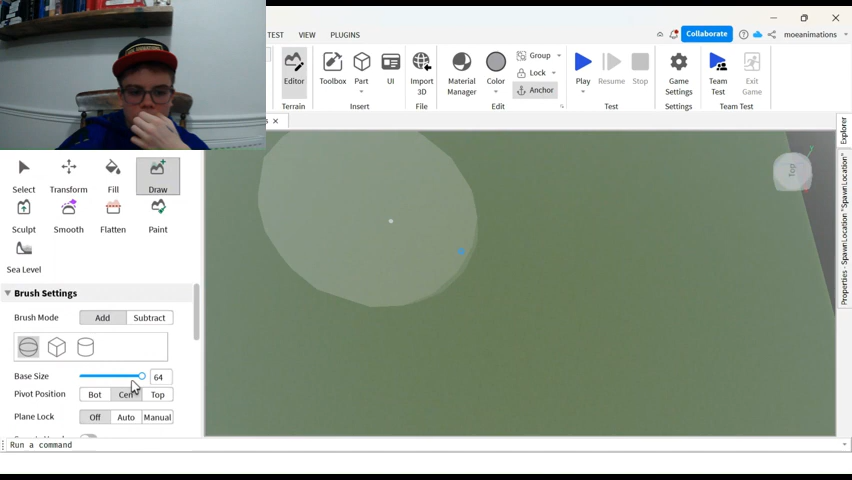 TEST VIEW PLUGINS
Collaborate
moeanimations
Editor
Toolbox
Part
UI
Import
3D
Material
Manager
Color
Group
Lock
Anchor
Play
Resume
Stop
Game
Settings
Team
Test
Exit
Game
Terrain
Insert
File
Edit
Test
Settings
Team Test
Select
Transform
Fill
Draw
Sculpt
Smooth
Flatten
Paint
Sea Level
Brush Settings
Brush Mode
Add
Subtract
Base Size
64
Pivot Position
Bot
Cen
Top
Plane Lock
Off
Auto
Manual
Top
Explorer
Properties - SpawnLocation "SpawnLocation"
Run a command